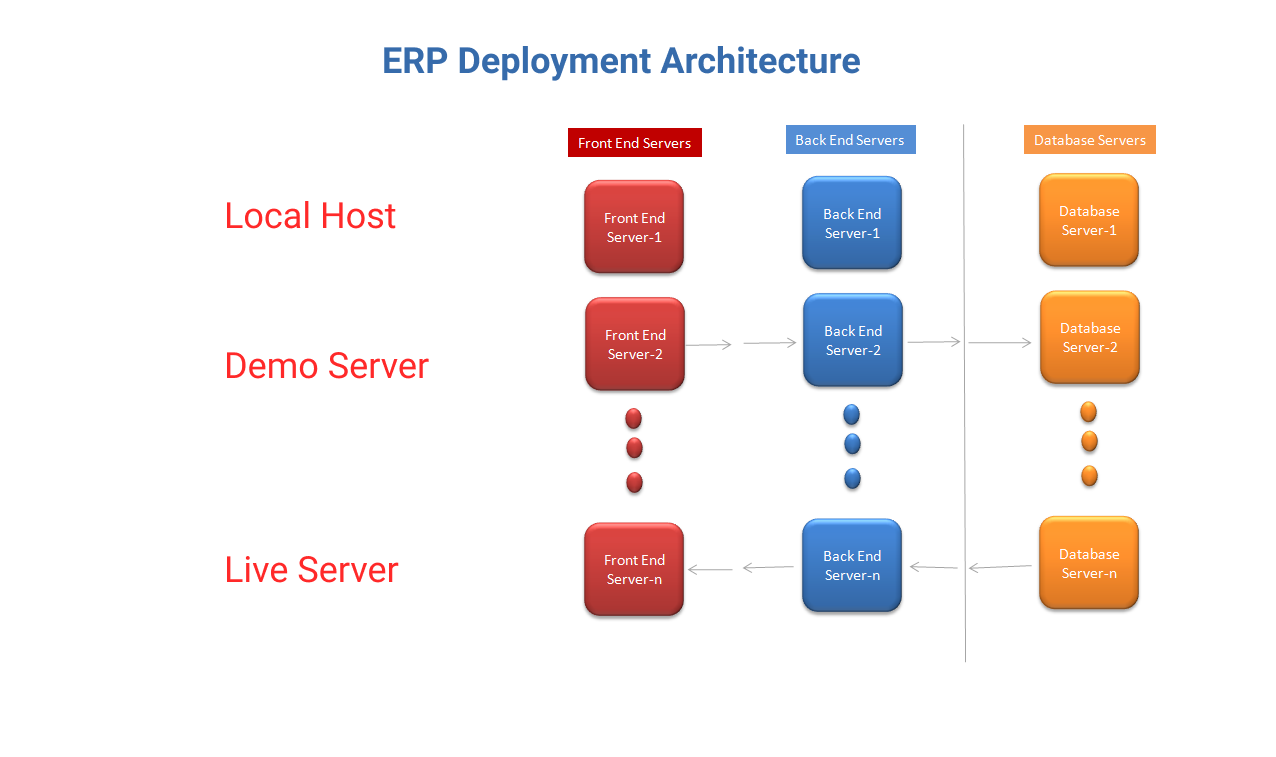 ERP Deployment Architecture
Front End Servers
Back End Servers
Database Servers
Local Host
Front End
Server-1
Back End
Server-1
Database
Server-1
Demo Server
Front End
Server-2
Back End
Server-2
Database
Server-2
Live Server
Front End
Server-n
Back End
Server-n
Database
Server-n